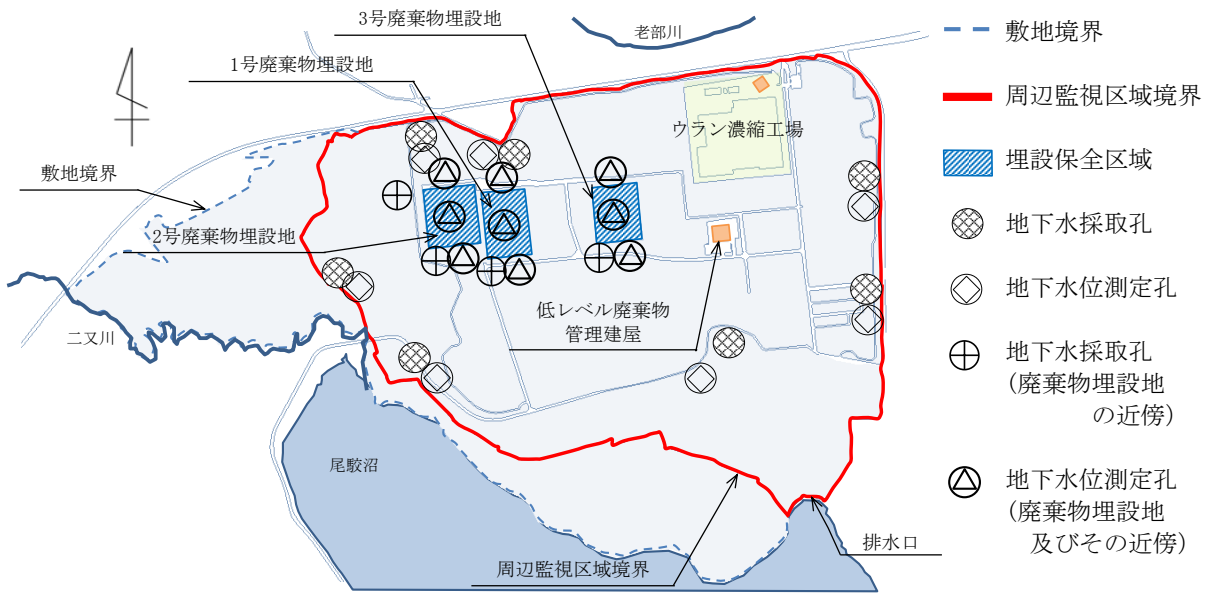 3号廃棄物埋設地
老部川
1号廃棄物埋設地
ウラン濃縮工場
敷地境界
2号廃棄物埋設地
低レベル廃棄物
管理建屋
二又川
尾駮沼
排水口
周辺監視区域境界
敷地境界
周辺監視区域境界
埋設保全区域
地下水採取孔
地下水位測定孔
地下水採取孔
(廃棄物埋設地
の近傍)
地下水位測定孔
(廃棄物埋設地
及びその近傍)